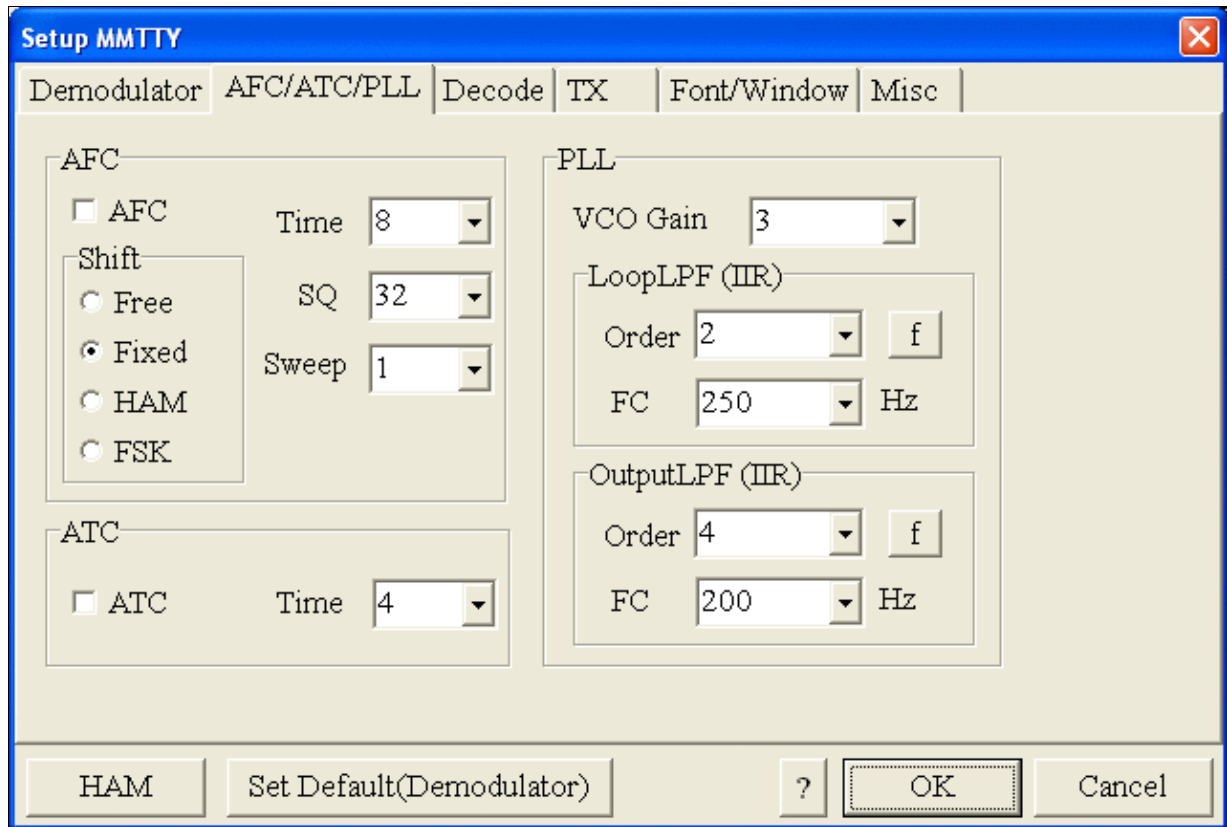 Setup MMTTY
Demodulator AFC/ATC/PLL Decode TX Font/Window Misc
AFC
AFC
Time 8
Shift
Free
Fixed
HAM
FSK
SQ 32
Sweep 1
ATC
ATC
Time 4
PLL
VCO Gain 3
LoopLPF (IIR)
Order 2 f
FC 250 Hz
OutputLPF (IIR)
Order 4 f
FC 200 Hz
HAM Set Default(Demodulator) ? OK Cancel